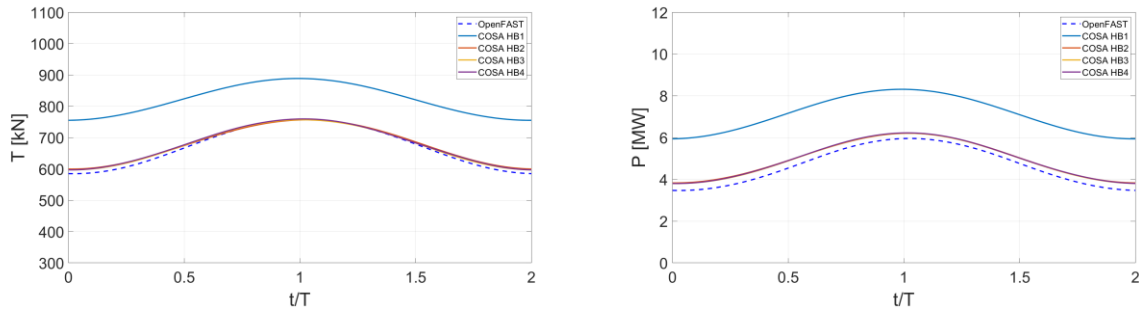 1100
1000
900
800
700
600
500
400
300
T [kN]
0
0.5
1
1.5
2
t/T
OpenFAST
COSA HB1
COSA HB2
COSA HB3
COSA HB4
12
10
8
6
4
2
0
P [MW]
0
0.5
1
1.5
2
t/T
OpenFAST
COSA HB1
COSA HB2
COSA HB3
COSA HB4